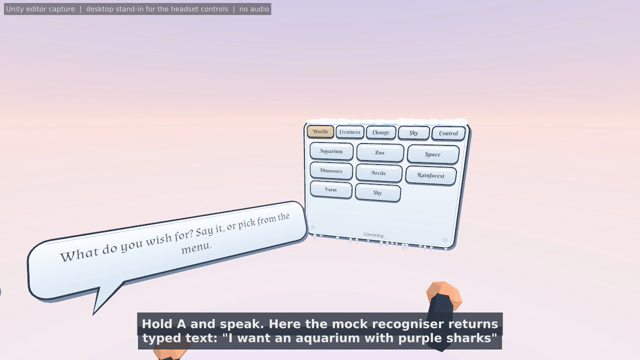 Unity editor capture | desktop stand-in for the headset controls | no audio
Worlds Creatures Change Sky Control
Aquarium Zoo Space
Dinosaurs Arctic Rainforest
Farm Sky
Listening...
What do you wish for? Say it, or pick from the
menu.
Hold A and speak. Here the mock recogniser returns
typed text: "I want an aquarium with purple sharks"